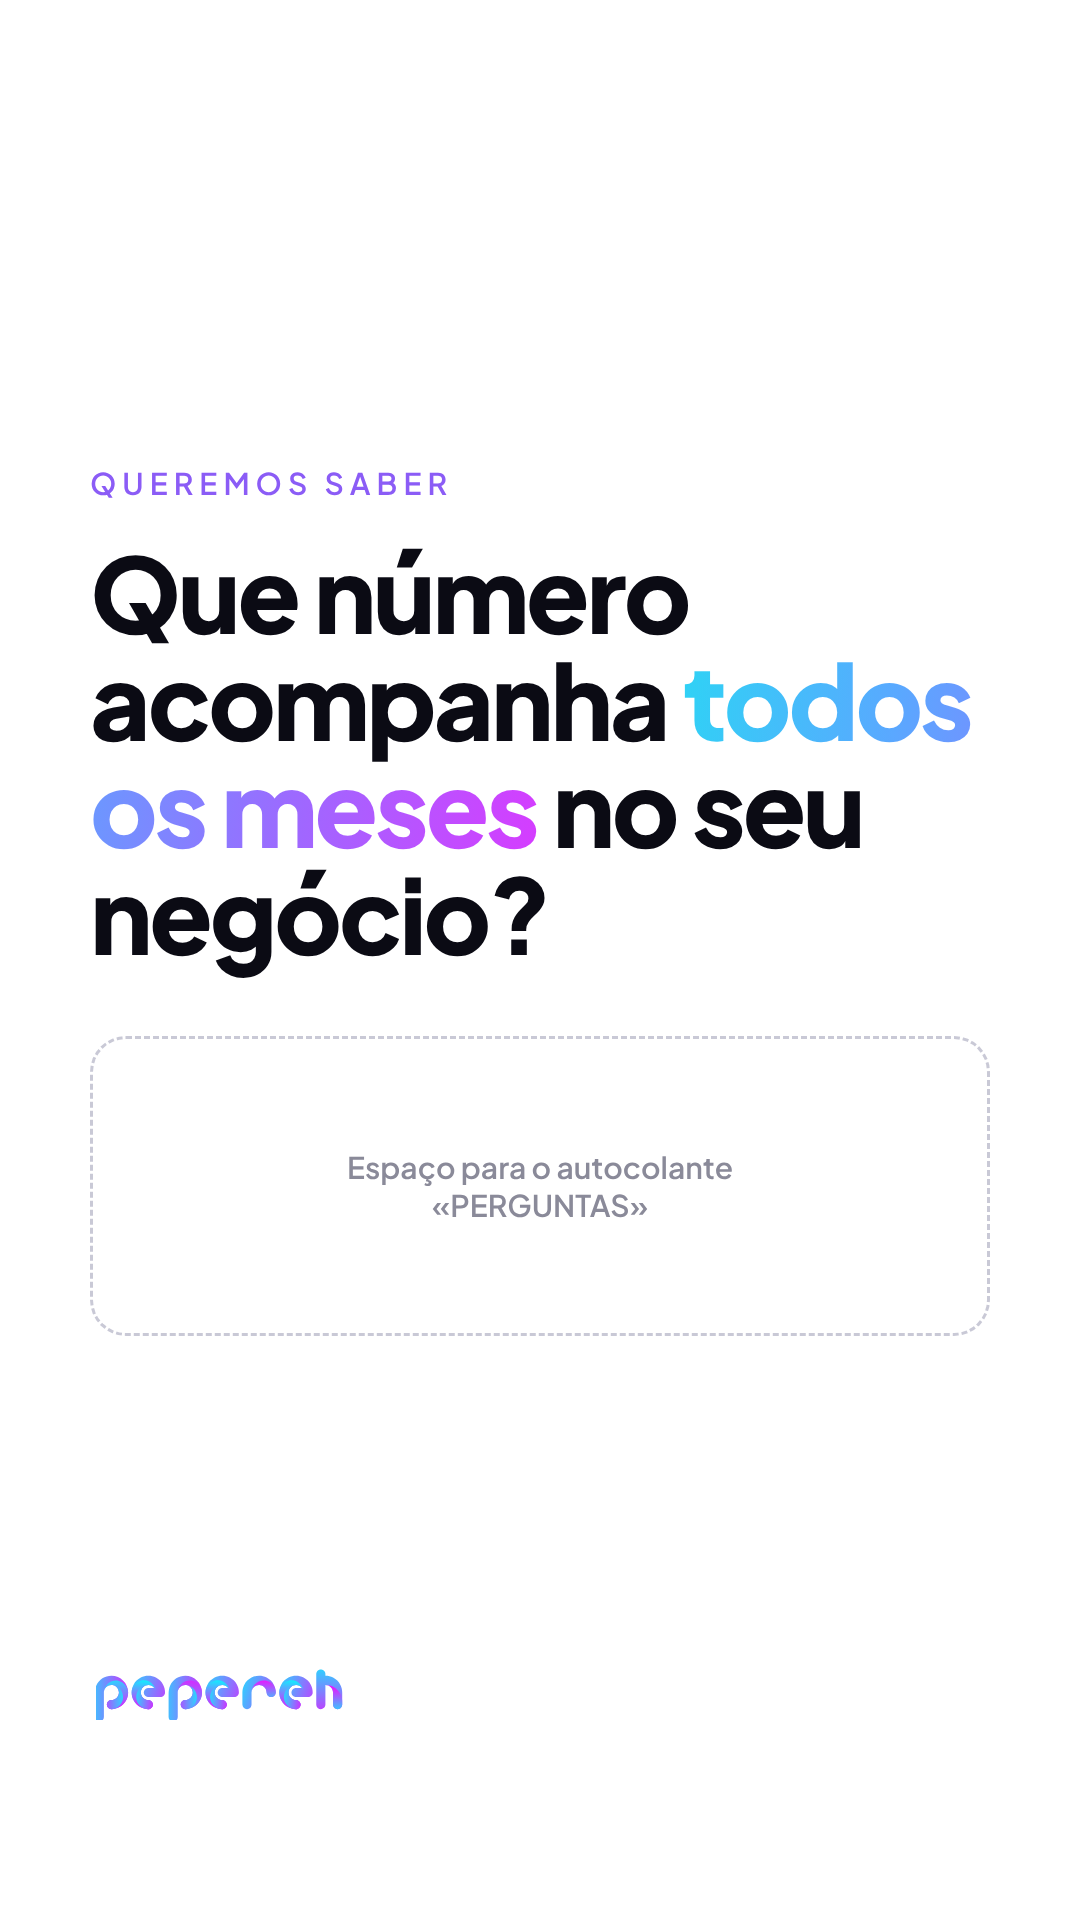 QUEREMOS SABER
Que número
acompanha todos
os meses no seu
negócio?
Espaço para o autocolante
«PERGUNTAS»
pepereh